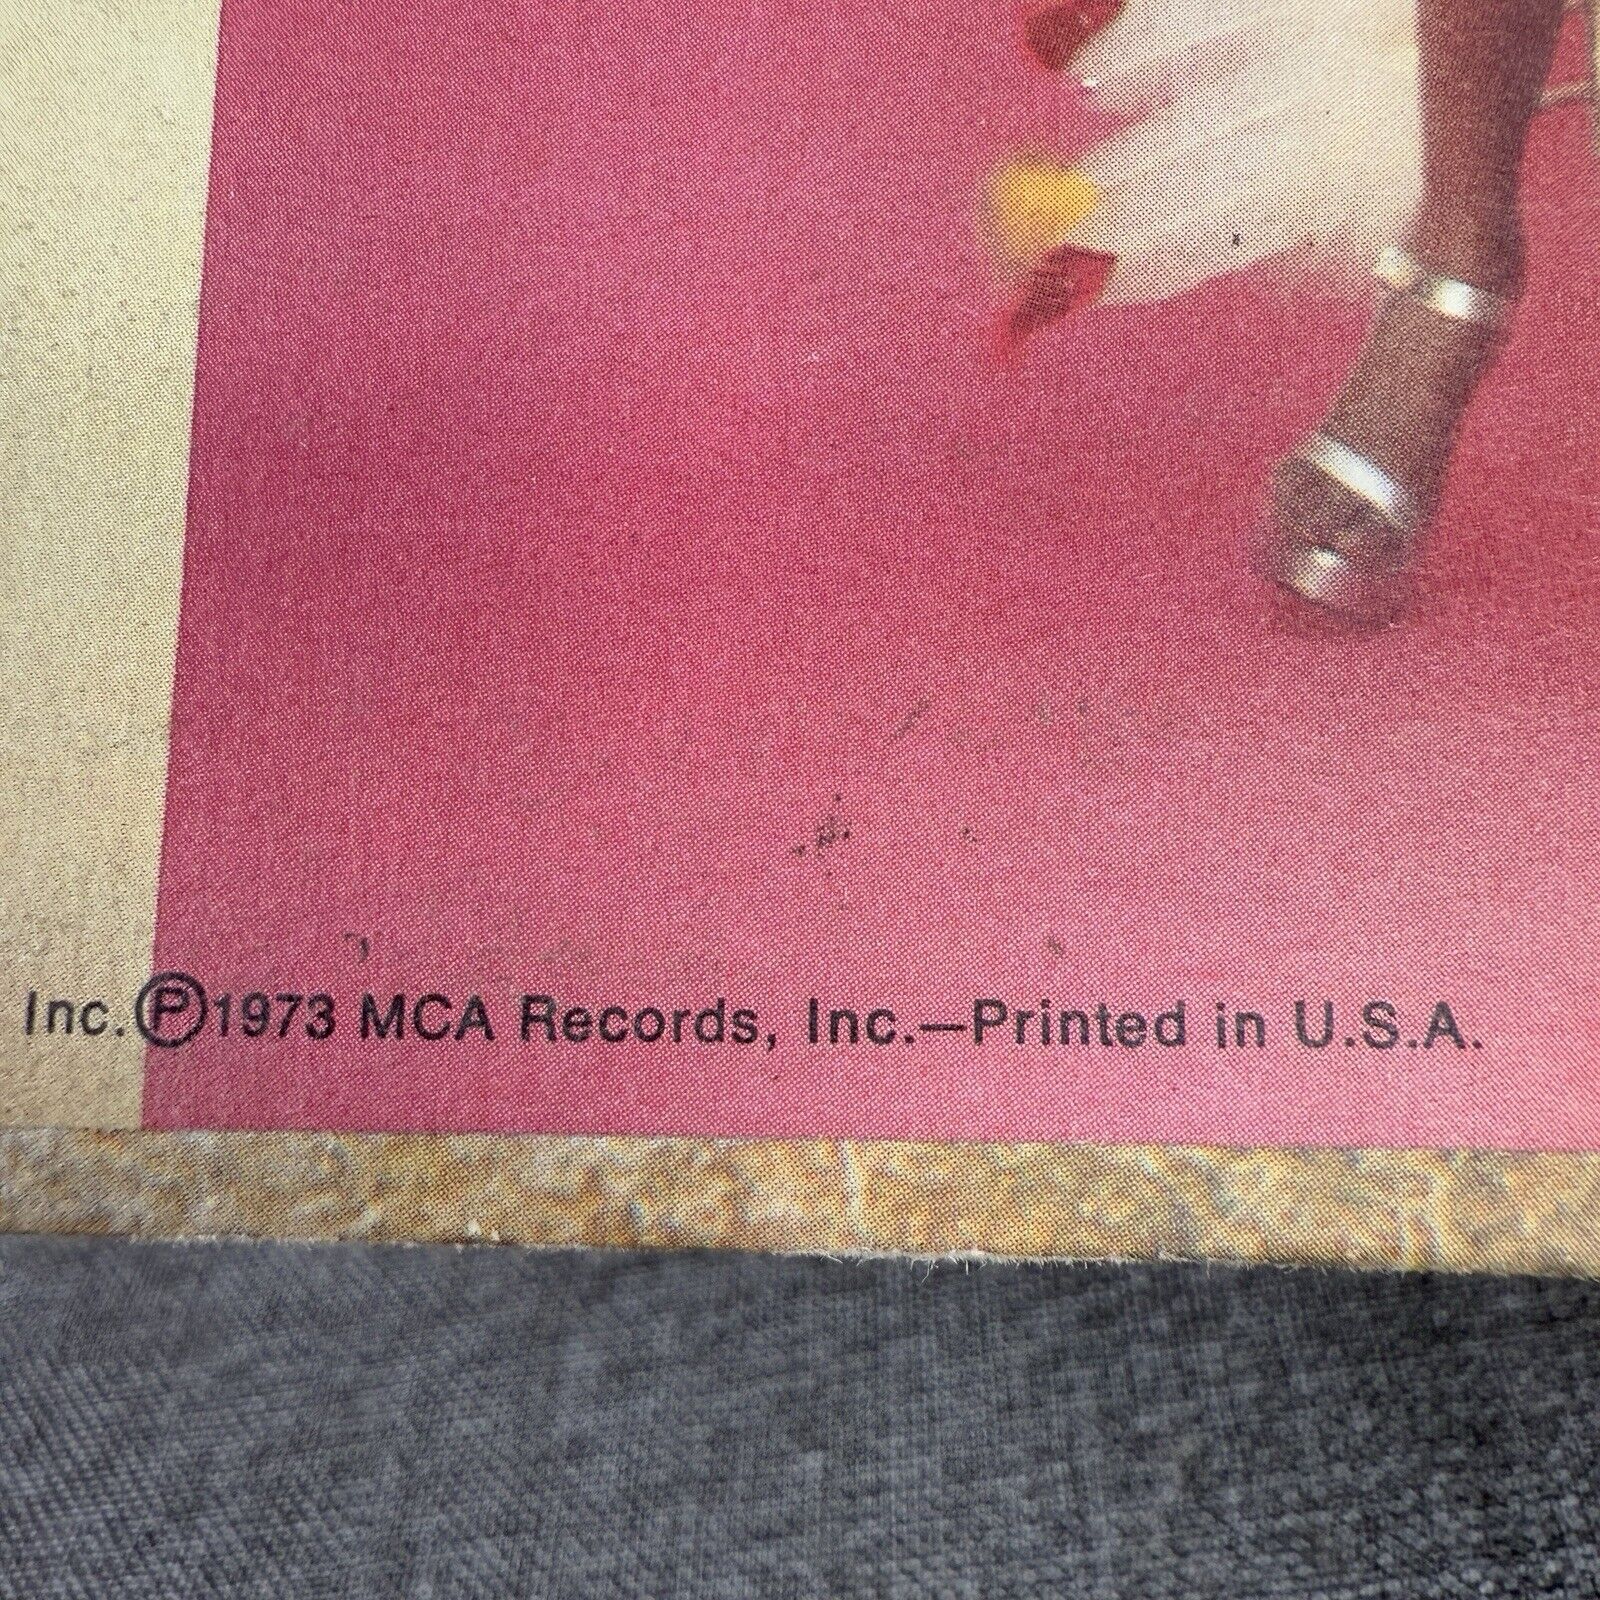 Inc. Ⓟ1973 MCA Records, Inc.—Printed in U.S.A.